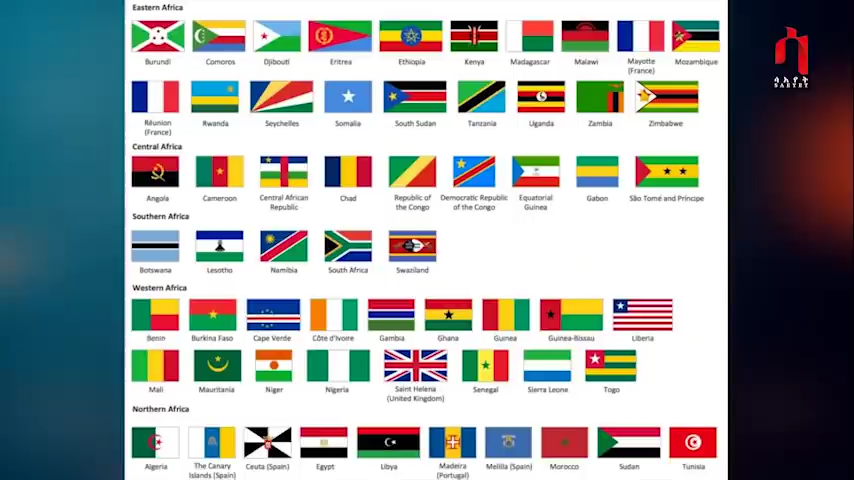 Eastern Africa
Burundi Comoros Djibouti Eritrea Ethiopia Kenya Madagascar Malawi Mayotte (France) Mozambique
ሳእየት
SAEYET
Réunion (France) Rwanda Seychelles Somalia South Sudan Tanzania Uganda Zambia Zimbabwe
Central Africa
Angola Cameroon Central African Republic Chad Republic of the Congo Democratic Republic of the Congo Equatorial Guinea Gabon São Tomé and Príncipe
Southern Africa
Botswana Lesotho Namibia South Africa Swaziland
Western Africa
Benin Burkina Faso Cape Verde Côte d'Ivoire Gambia Ghana Guinea Guinea-Bissau Liberia
Mali Mauritania Niger Nigeria Saint Helena (United Kingdom) Senegal Sierra Leone Togo
Northern Africa
Algeria The Canary Islands (Spain) Ceuta (Spain) Egypt Libya Madeira (Portugal) Melilla (Spain) Morocco Sudan Tunisia